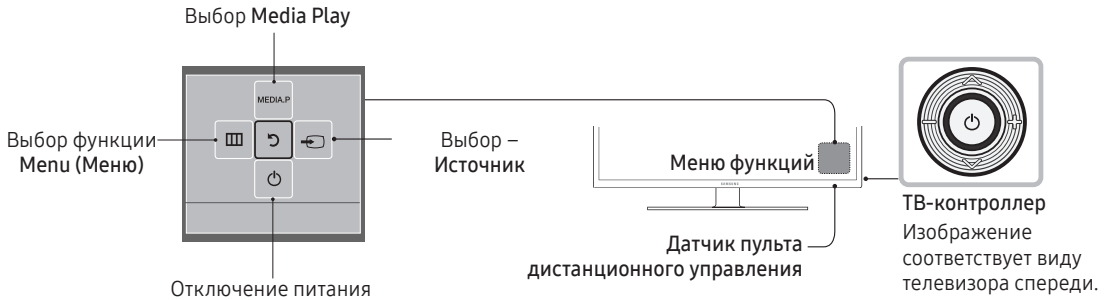 Выбор Media Play
MEDIA.P
Выбор функции
Menu (Меню)
Выбор –
Источник
Отключение питания
Меню функций
SAMSUNG
Датчик пульта
дистанционного управления
ТВ-контроллер
Изображение
соответствует виду
телевизора спереди.